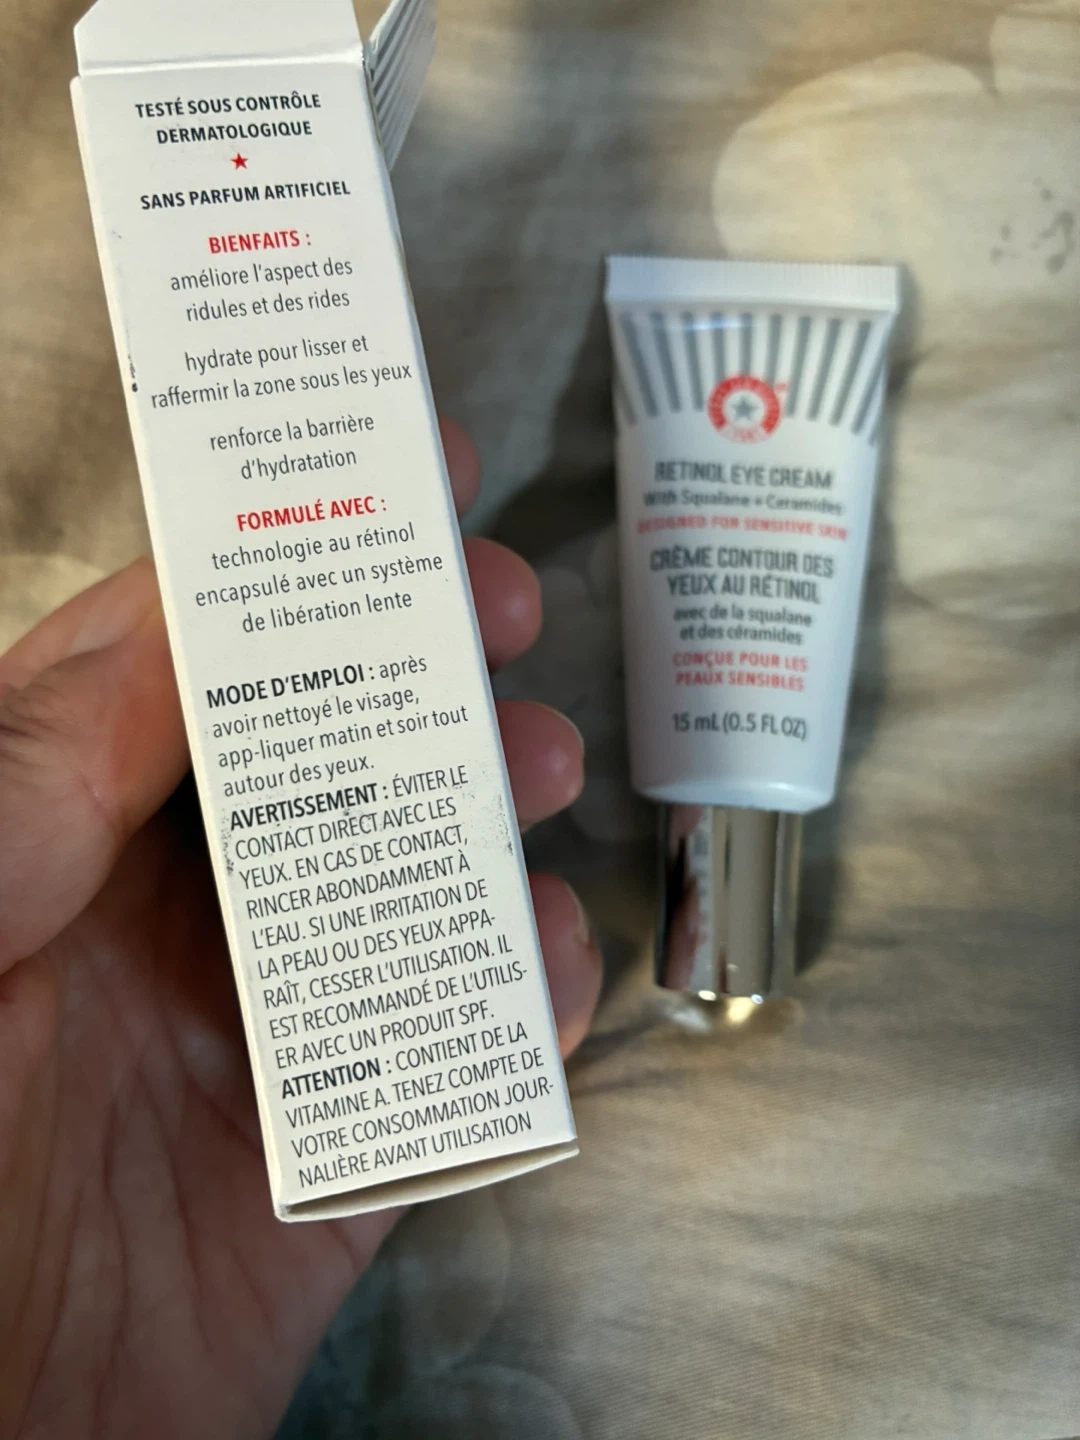 TESTÉ SOUS CONTRÔLE
DERMATOLOGIQUE
SANS PARFUM ARTIFICIEL
BIENFAITS :
améliore l'aspect des
ridules et des rides
hydrate pour lisser et
raffermir la zone sous les yeux
renforce la barrière
d'hydratation
FORMULÉ AVEC :
technologie au rétinol
encapsulé avec un système
de libération lente
MODE D'EMPLOI : après
avoir nettoyé le visage,
app-liquer matin et soir tout
autour des yeux.
AVERTISSEMENT : ÉVITER LE
CONTACT DIRECT AVEC LES
YEUX. EN CAS DE CONTACT,
RINCER ABONDAMMENT À
L'EAU. SI UNE IRRITATION DE
LA PEAU OU DES YEUX APPA-
RAÎT, CESSER L'UTILISATION. IL
EST RECOMMANDÉ DE L'UTILIS-
ER AVEC UN PRODUIT SPF.
ATTENTION : CONTIENT DE LA
VITAMINE A. TENEZ COMPTE DE
VOTRE CONSOMMATION JOUR-
NALIÈRE AVANT UTILISATION
RETINOL EYE CREAM
With Squalane + Ceramides
DESIGNED FOR SENSITIVE SKIN
CRÈME CONTOUR DES
YEUX AU RÉTINOL
avec de la squalane
et des céramides
CONÇUE POUR LES
PEAUX SENSIBLES
15 mL (0.5 FL OZ)